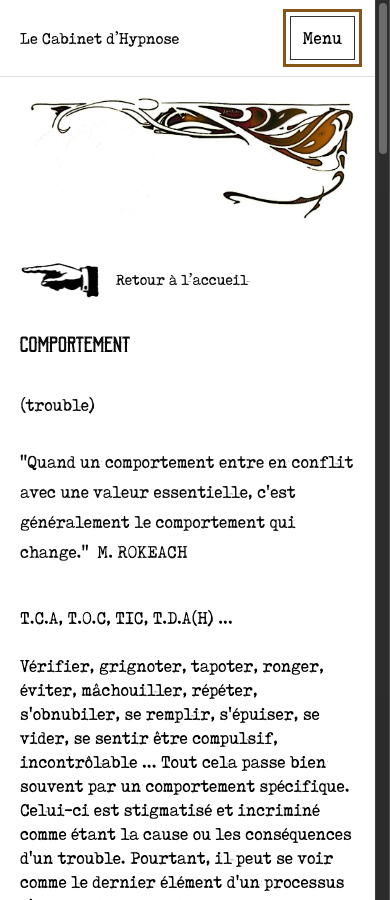 Le Cabinet d'Hypnose
Menu
Retour à l'accueil
COMPORTEMENT
(trouble)
"Quand un comportement entre en conflit
avec une valeur essentielle, c'est
généralement le comportement qui
change."  M. ROKEACH
T.C.A, T.O.C, TIC, T.D.A(H) ...
Vérifier, grignoter, tapoter, ronger,
éviter, mâchouiller, répéter,
s'obnubiler, se remplir, s'épuiser, se
vider, se sentir être compulsif,
incontrôlable ... Tout cela passe bien
souvent par un comportement spécifique.
Celui-ci est stigmatisé et incriminé
comme étant la cause ou les conséquences
d'un trouble. Pourtant, il peut se voir
comme le dernier élément d'un processus